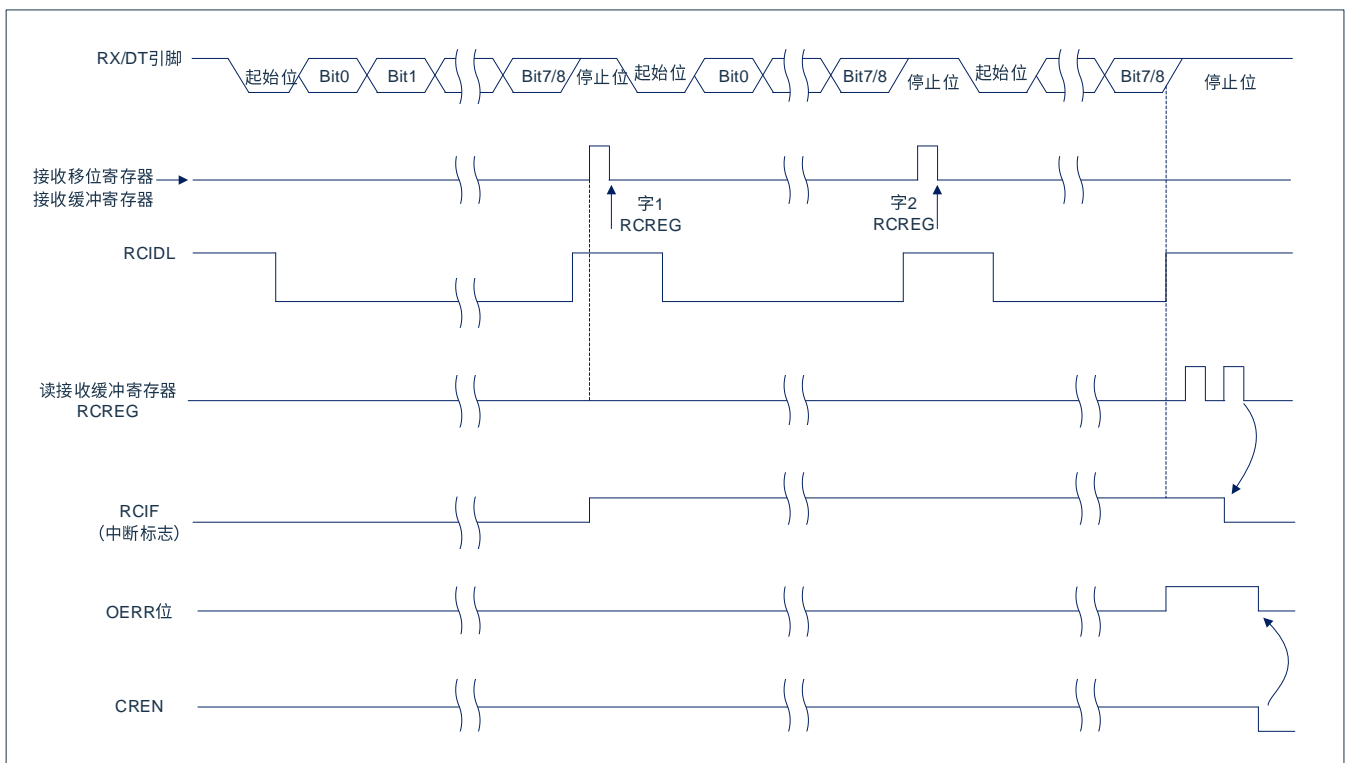 RX/DT引脚
起始位 Bit0 Bit1 Bit7/8 停止位 起始位 Bit0 Bit7/8 停止位 起始位 Bit7/8 停止位
接收移位寄存器
接收缓冲寄存器
字1
RCREG
字2
RCREG
RCIDL
读接收缓冲寄存器
RCREG
RCIF
（中断标志）
OERR位
CREN